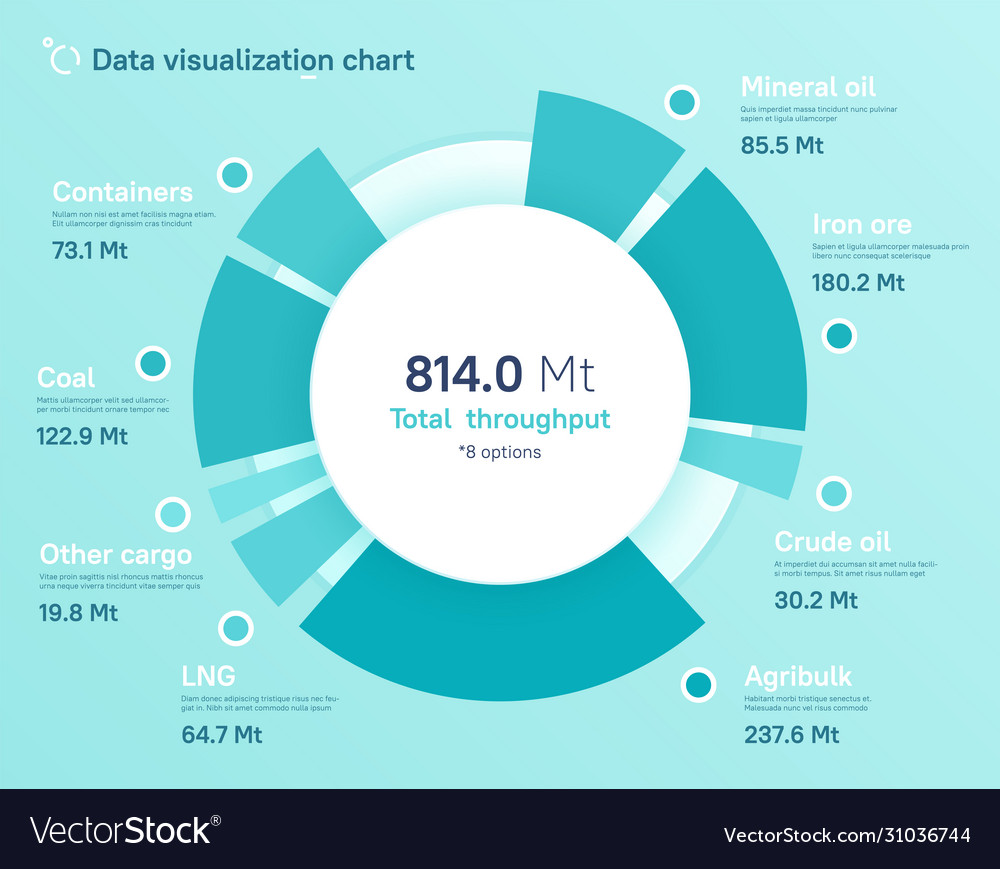 Data visualization chart
Mineral oil
Quis imperdiet massa tincidunt nunc pulvinar
sapien et ligula ullamcorper
85.5 Mt
Iron ore
Sapien et ligula ullamcorper malesuada proin
libero nunc consequat scelerisque
180.2 Mt
Crude oil
At imperdiet dui accumsan sit amet nulla facili-
si morbi tempus. Sit amet risus nullam eget
30.2 Mt
Agribulk
Habitant morbi tristique senectus et.
Malesuada nunc vel risus commodo
237.6 Mt
LNG
Diam donec adipiscing tristique risus nec feu-
giat in. Nibh sit amet commodo nulla ipsum
64.7 Mt
Other cargo
Vitae proin sagittis nisl rhoncus mattis rhoncus
urna neque viverra tincidunt vitae semper quis
19.8 Mt
Coal
Mattis ullamcorper velit sed ullamcor-
per morbi tincidunt ornare tempor nec
122.9 Mt
Containers
Nullam non nisi est amet facilisis magna etiam.
Elit ullamcorper dignissim cras tincidunt
73.1 Mt
814.0 Mt
Total throughput
*8 options
VectorStock®
VectorStock.com/31036744